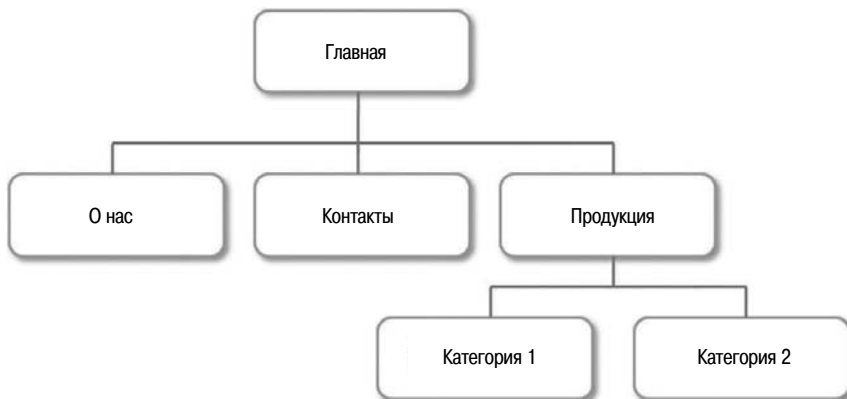 Главная
О нас
Контакты
Продукция
Категория 1
Категория 2